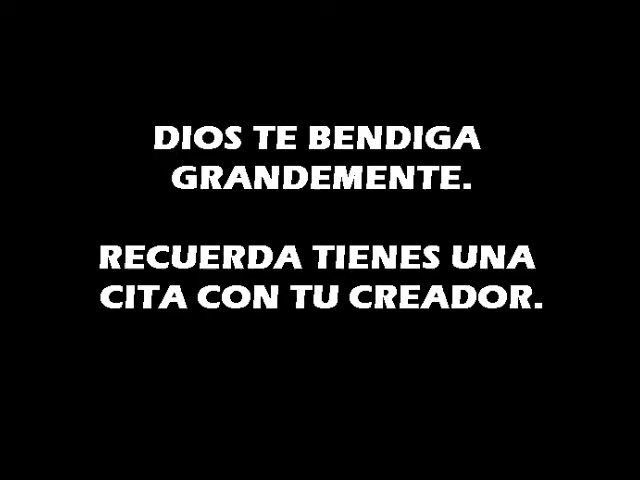 DIOS TE BENDIGA
GRANDEMENTE.
RECUERDA TIENES UNA
CITA CON TU CREADOR.